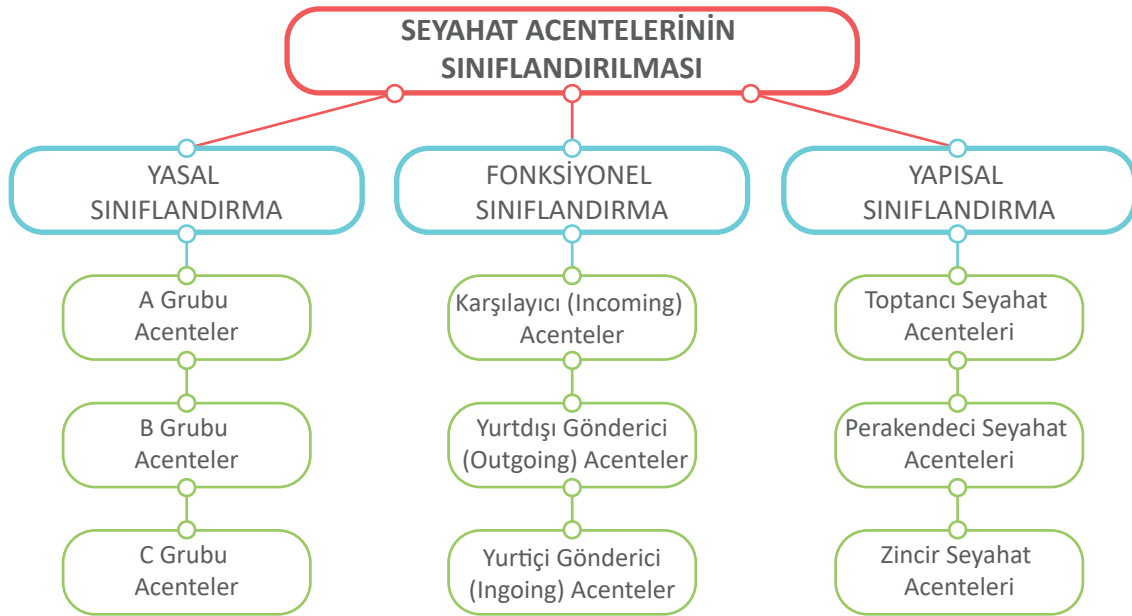 SEYAHAT ACENTELERİNİN
SINIFLANDIRILMASI
YASAL
SINIFLANDIRMA
A Grubu
Acenteler
B Grubu
Acenteler
C Grubu
Acenteler
FONKSİYONEL
SINIFLANDIRMA
Karşılayıcı (Incoming)
Acenteler
Yurtdışı Gönderici
(Outgoing) Acenteler
Yurtiçi Gönderici
(Ingoing) Acenteler
YAPISAL
SINIFLANDIRMA
Toptancı Seyahat
Acenteleri
Perakendeci Seyahat
Acenteleri
Zincir Seyahat
Acenteleri